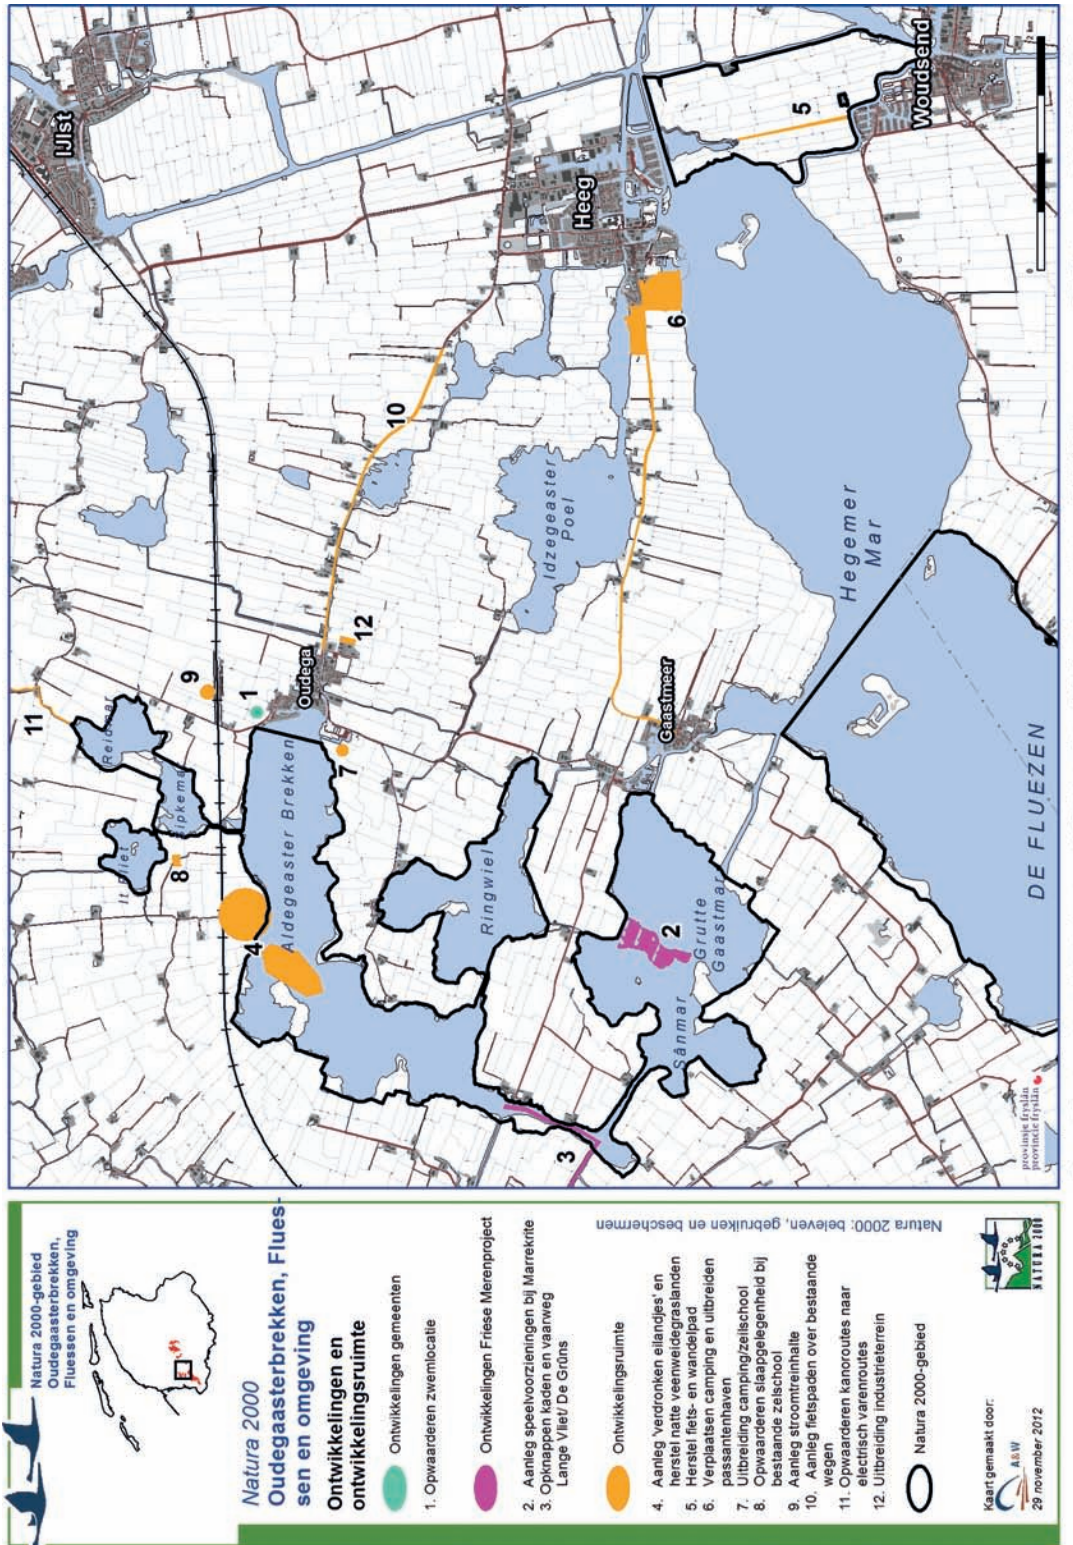 Natura 2000-gebied
Oudegaasterbrekken,
Fluessen en omgeving
Natura 2000
Oudegaasterbrekken, Flues-
sen en omgeving
Ontwikkelingen en
ontwikkelingsruimte
Ontwikkelingen gemeenten
1. Opwaarderen zwemlocatie
Ontwikkelingen Friese Merenproject
2. Aanleg speelvoorzieningen bij Marrekrite
3. Opknappen kaden en vaarweg
Lange Vliet/ De Grûns
Ontwikkelingsruimte
4. Aanleg 'verdronken eilandjes' en
herstel natte veenweidegraslanden
5. Herstel fiets- en wandelpad
6. Verplaatsen camping en uitbreiden
passantenhaven
7. Uitbreiding camping/zeilschool
8. Opwaarderen slaapgelegenheid bij
bestaande zeilschool
9. Aanleg stroomtreinhalte
10. Aanleg fietspaden over bestaande
wegen
11. Opwaarderen kanoroutes naar
electrisch varenroutes
12. Uitbreiding industrieterrein
Natura 2000-gebied
Kaart gemaakt door:
A&W
29 november 2012
Natura 2000: beleven, gebruiken en beschermen
NATURA 2000
IJlst
Heeg
Woudsend
Oudega
Gaastmeer
11
9
1
8
4
7
12
10
6
5
2
3
Aldegeaster Brekken
Ringwiel
Idzegeaster
Poel
Grutte
Gaastmar
Sânmar
Hegemer
Mar
DE FLUEZEN
2 km
0
provinsje fryslân
provincie fryslân